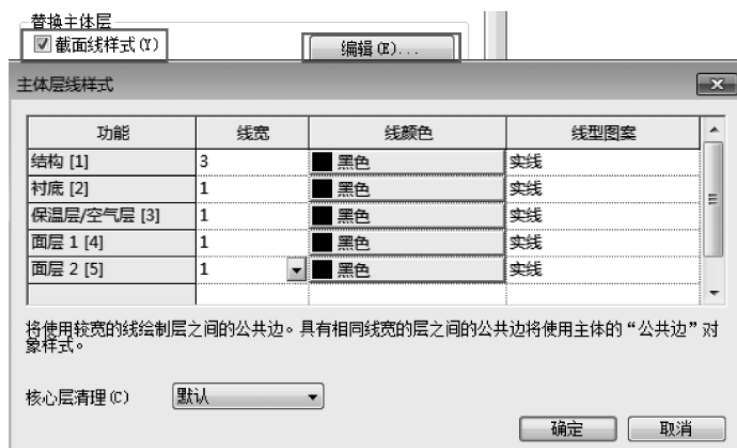 替换主体层
截面线样式(Y)
编辑(E)...
主体层线样式
功能 线宽 线颜色 线型图案
结构 [1] 3 黑色 实线
衬底 [2] 1 黑色 实线
保温层/空气层 [3] 1 黑色 实线
面层 1 [4] 1 黑色 实线
面层 2 [5] 1 黑色 实线
将使用较宽的线绘制层之间的公共边。具有相同线宽的层之间的公共边将使用主体的“公共边”对
象样式。
核心层清理(C) 默认
确定 取消